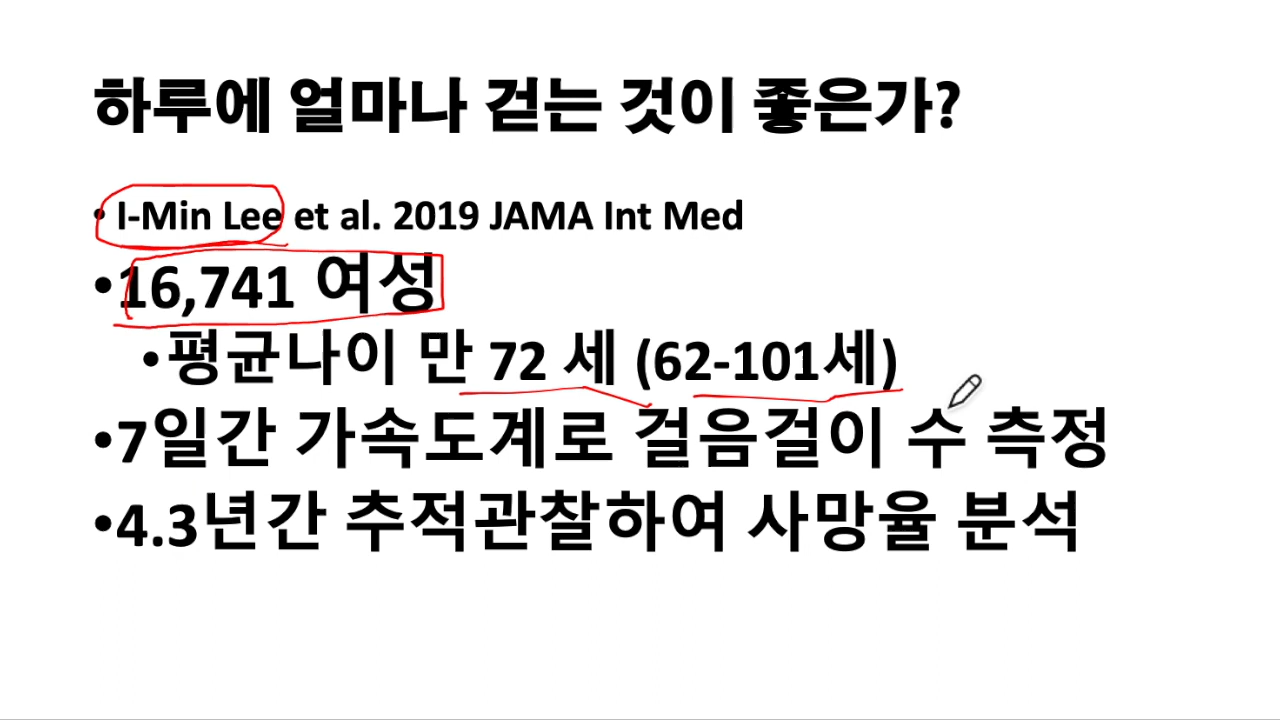 하루에 얼마나 걷는 것이 좋은가?
• I-Min Lee et al. 2019 JAMA Int Med
•16,741 여성
•평균나이 만 72 세 (62-101세)
•7일간 가속도계로 걸음걸이 수 측정
•4.3년간 추적관찰하여 사망율 분석